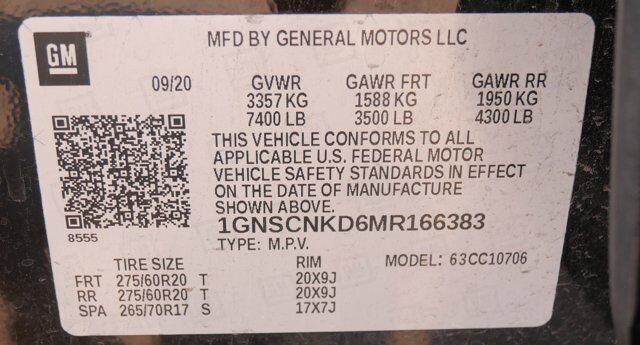 GM
MFD BY GENERAL MOTORS LLC
09/20 GVWR GAWR FRT GAWR RR
3357 KG 1588 KG 1950 KG
7400 LB 3500 LB 4300 LB
THIS VEHICLE CONFORMS TO ALL
APPLICABLE U.S. FEDERAL MOTOR
VEHICLE SAFETY STANDARDS IN EFFECT
ON THE DATE OF MANUFACTURE
SHOWN ABOVE.
8555
1GNSCNKD6MR166383
TYPE: M.P.V.
TIRE SIZE RIM MODEL: 63CC10706
FRT 275/60R20 T 20X9J
RR 275/60R20 T 20X9J
SPA 265/70R17 S 17X7J